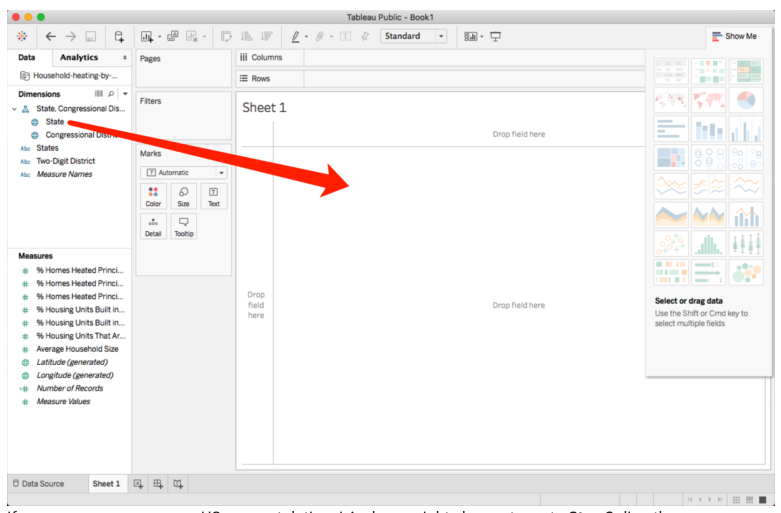 Tableau Public - Book1
Standard
Show Me
Data
Analytics
Pages
Columns
Rows
Household-heating-by-...
Dimensions
State, Congressional Dis...
State
Congressional District
Abc States
Abc Two-Digit District
Abc Measure Names
Filters
Marks
Automatic
Color
Size
Text
Detail
Tooltip
Sheet 1
Drop field here
Drop
field
here
Drop field here
Measures
# % Homes Heated Princi...
# % Homes Heated Princi...
# % Homes Heated Princi...
# % Housing Units Built in...
# % Housing Units Built in...
# % Housing Units That Ar...
# Average Household Size
Latitude (generated)
Longitude (generated)
=# Number of Records
# Measure Values
Select or drag data
Use the Shift or Cmd key to
select multiple fields
Data Source
Sheet 1